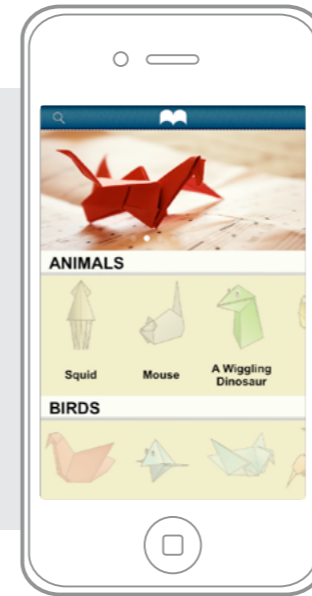 ANIMALS
Squid
Mouse
A Wiggling
Dinosaur
BIRDS